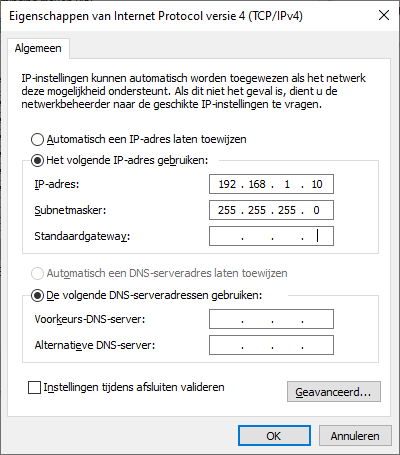 Eigenschappen van Internet Protocol versie 4 (TCP/IPv4)
Algemeen
IP-instellingen kunnen automatisch worden toegewezen als het netwerk
deze mogelijkheid ondersteunt. Als dit niet het geval is, dient u de
netwerkbeheerder naar de geschikte IP-instellingen te vragen.
Automatisch een IP-adres laten toewijzen
Het volgende IP-adres gebruiken:
IP-adres: 192 . 168 . 1 . 10
Subnetmasker: 255 . 255 . 255 . 0
Standaardgateway: . . .
Automatisch een DNS-serveradres laten toewijzen
De volgende DNS-serveradressen gebruiken:
Voorkeurs-DNS-server: . . .
Alternatieve DNS-server: . . .
Instellingen tijdens afsluiten valideren
Geavanceerd...
OK Annuleren